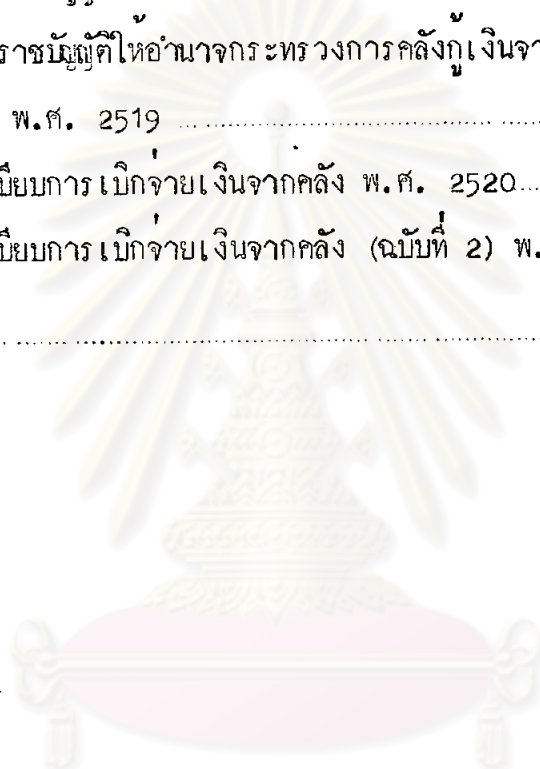 ราชบัญญัติให้อำนาจกระทรวงการคลังกู้เงินจา
พ.ศ. 2519
บียบการเบิกจ่ายเงินจากคลัง พ.ศ. 2520
บียบการเบิกจ่ายเงินจากคลัง (ฉบับที่ 2) พ.